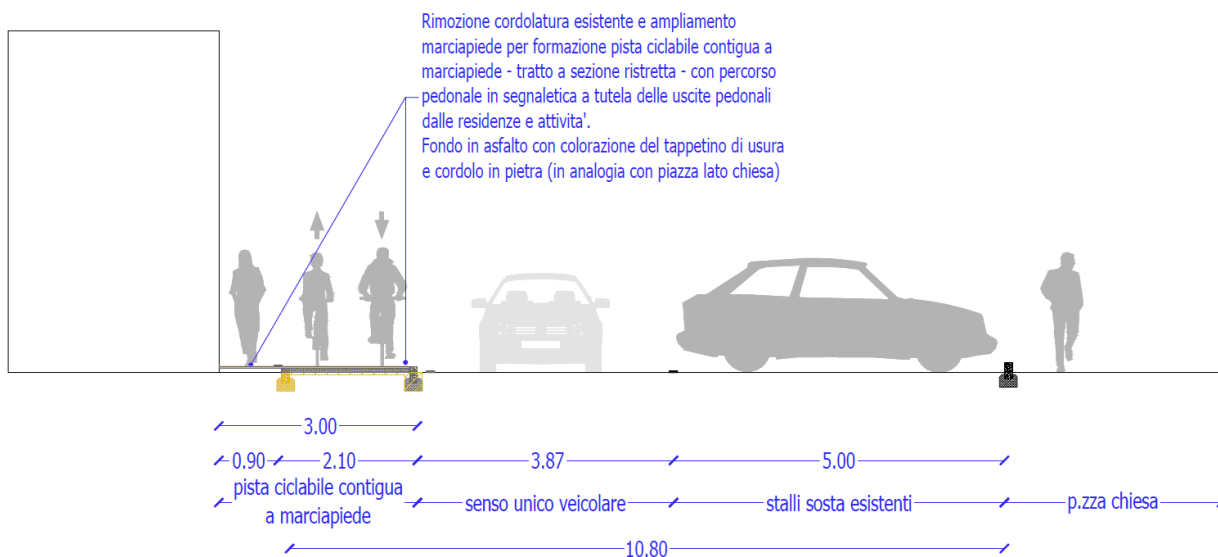 Rimozione cordolatura esistente e ampliamento
marciapiede per formazione pista ciclabile contigua a
marciapiede - tratto a sezione ristretta - con percorso
pedonale in segnaletica a tutela delle uscite pedonali
dalle residenze e attivita'.
Fondo in asfalto con colorazione del tappetino di usura
e cordolo in pietra (in analogia con piazza lato chiesa)
3.00
0.90 2.10 3.87 5.00
pista ciclabile contigua
a marciapiede
senso unico veicolare
stalli sosta esistenti
p.zza chiesa
10.80